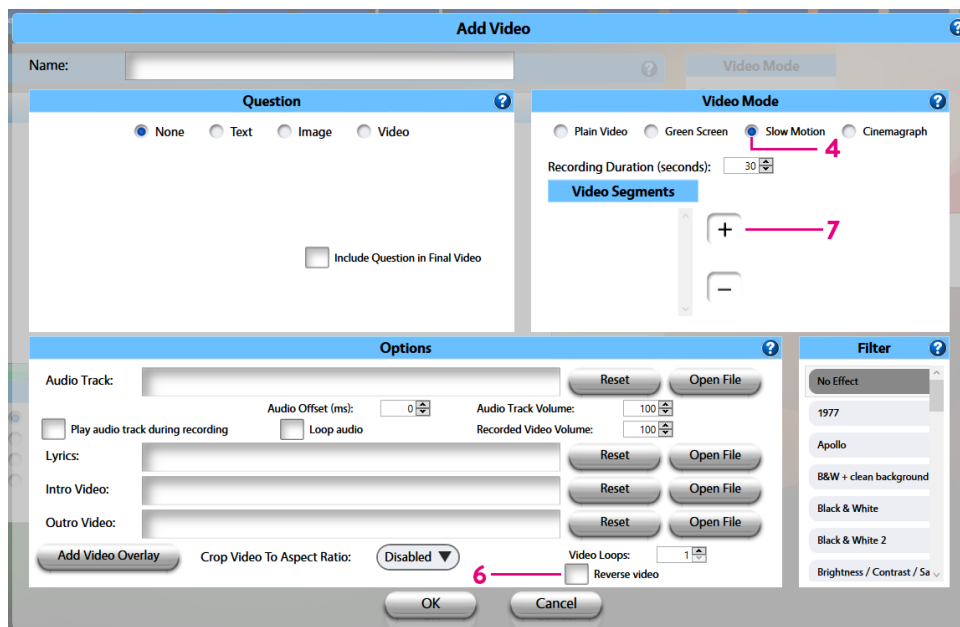 Add Video
Name:
Video Mode
Question
None Text Image Video
Include Question in Final Video
Video Mode
Plain Video Green Screen Slow Motion Cinemagraph
4
Recording Duration (seconds): 30
Video Segments
+ 7
–
Options
Audio Track: Reset Open File
Audio Offset (ms): 0 Audio Track Volume: 100
Play audio track during recording Loop audio Recorded Video Volume: 100
Lyrics: Reset Open File
Intro Video: Reset Open File
Outro Video: Reset Open File
Add Video Overlay Crop Video To Aspect Ratio: Disabled Video Loops: 1
6 Reverse video
Filter
No Effect
1977
Apollo
B&W + clean background
Black & White
Black & White 2
Brightness / Contrast / Sa
OK Cancel